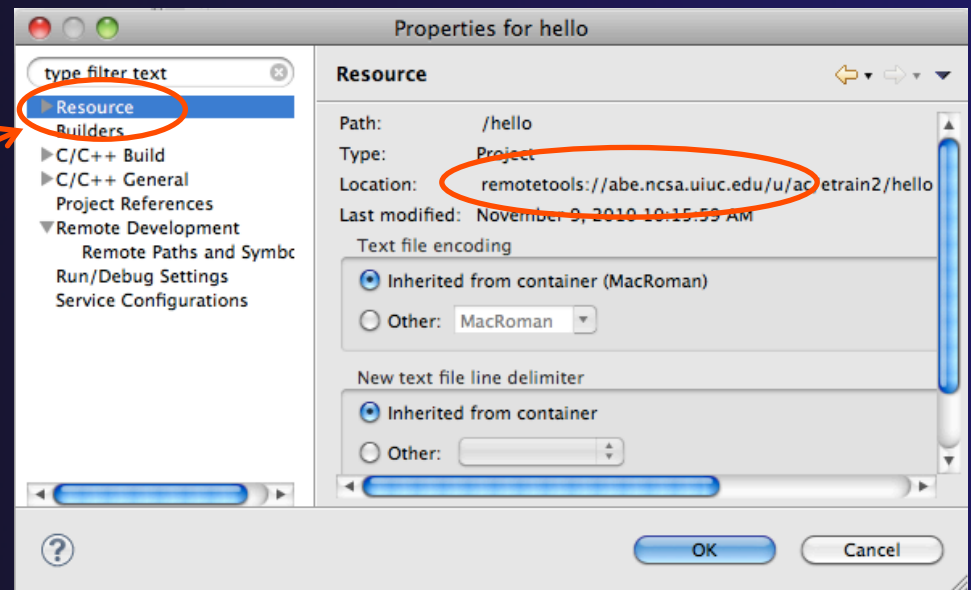 Properties for hello
type filter text
Resource
Builders
C/C++ Build
C/C++ General
Project References
Remote Development
Remote Paths and Symbo
Run/Debug Settings
Service Configurations
Resource
Path: /hello
Type: Project
Location: remotetools://abe.ncsa.uiuc.edu/u/ac/etrain2/hello
Last modified: November 9, 2010 10:15:59 AM
Text file encoding
Inherited from container (MacRoman)
Other: MacRoman
New text file line delimiter
Inherited from container
Other:
?
OK
Cancel